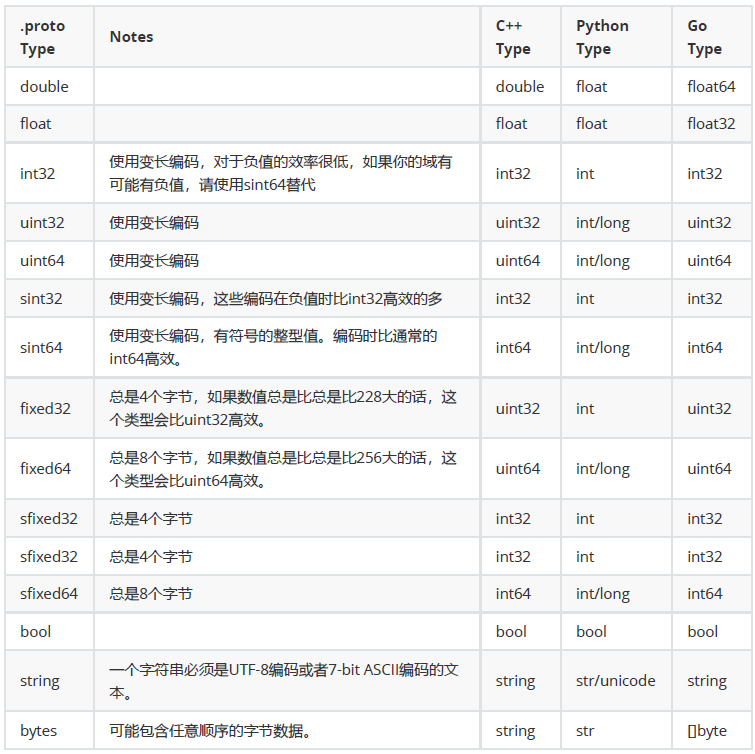 .proto Type Notes C++ Type Python Type Go Type
double double float float64
float float float float32
int32 使用变长编码，对于负值的效率很低，如果你的域有可能有负值，请使用sint64替代 int32 int int32
uint32 使用变长编码 uint32 int/long uint32
uint64 使用变长编码 uint64 int/long uint64
sint32 使用变长编码，这些编码在负值时比int32高效的多 int32 int int32
sint64 使用变长编码，有符号的整型值。编码时比通常的int64高效。 int64 int/long int64
fixed32 总是4个字节，如果数值总是比总是比228大的话，这个类型会比uint32高效。 uint32 int uint32
fixed64 总是8个字节，如果数值总是比总是比256大的话，这个类型会比uint64高效。 uint64 int/long uint64
sfixed32 总是4个字节 int32 int int32
sfixed32 总是4个字节 int32 int int32
sfixed64 总是8个字节 int64 int/long int64
bool bool bool bool
string 一个字符串必须是UTF-8编码或者7-bit ASCII编码的文本。 string str/unicode string
bytes 可能包含任意顺序的字节数据。 string str []byte